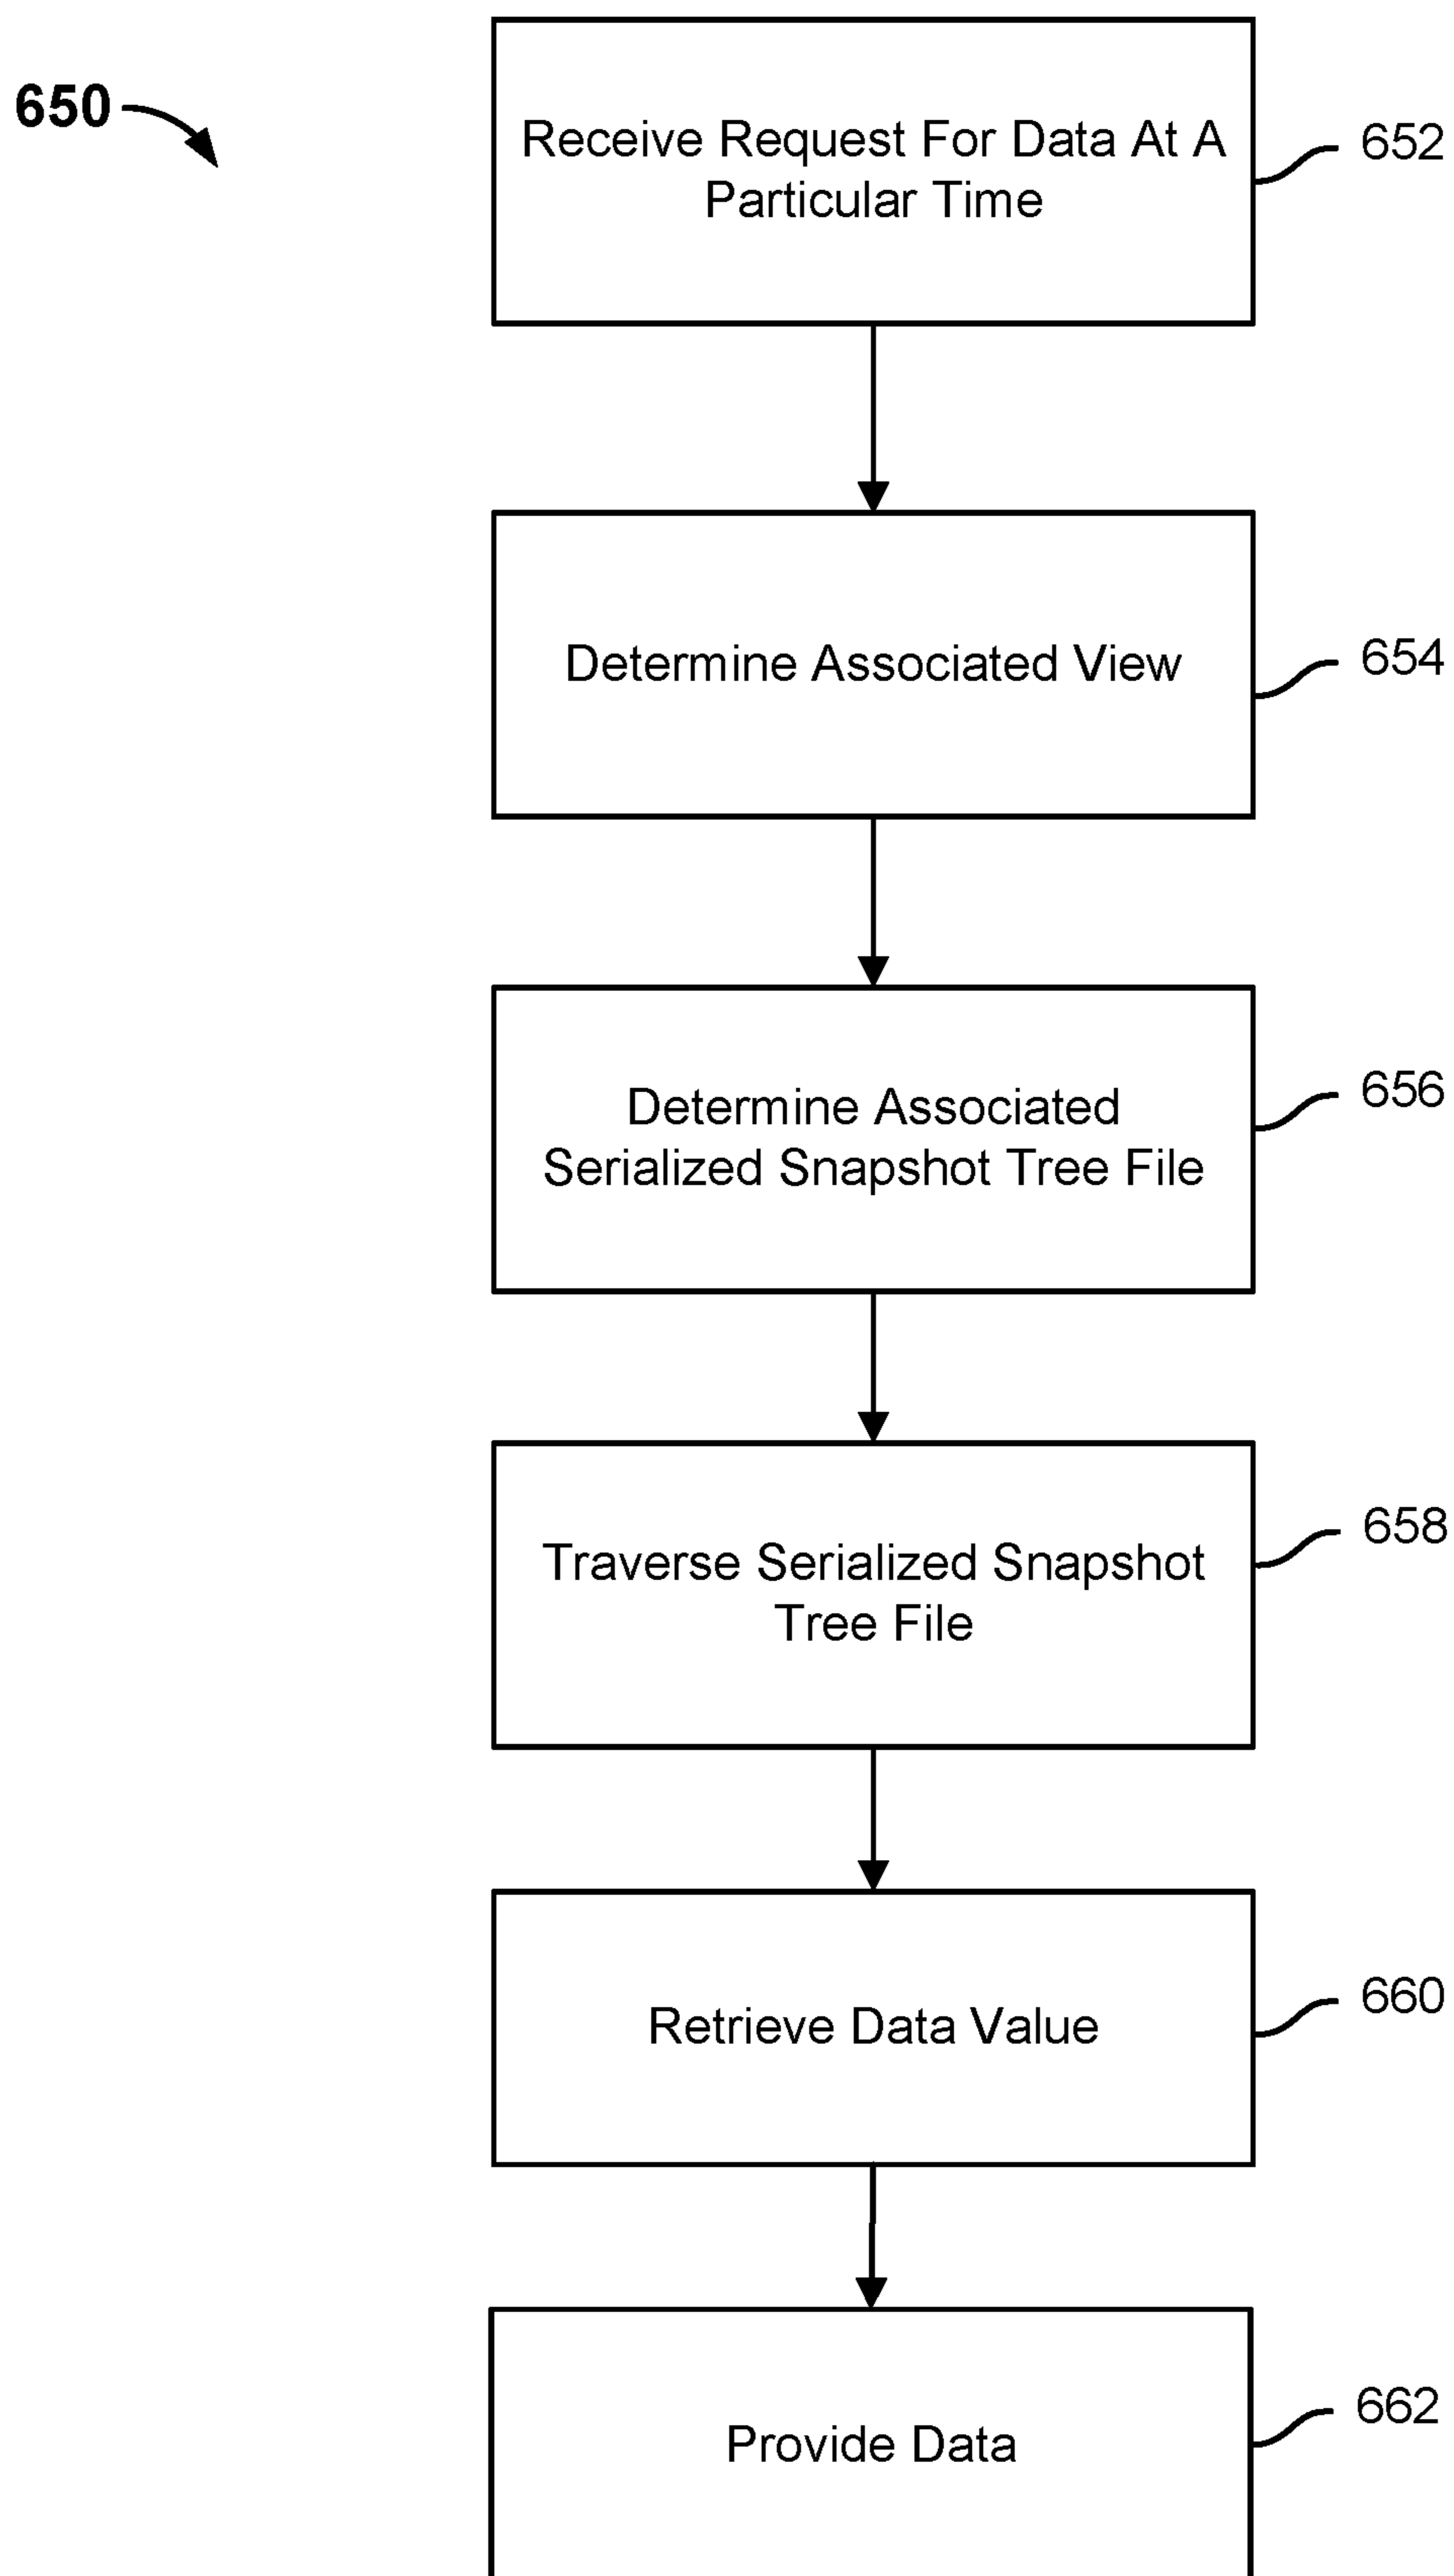 650
Receive Request For Data At A
Particular Time
652
Determine Associated View
654
Determine Associated
Serialized Snapshot Tree File
656
Traverse Serialized Snapshot
Tree File
658
Retrieve Data Value
660
Provide Data
662